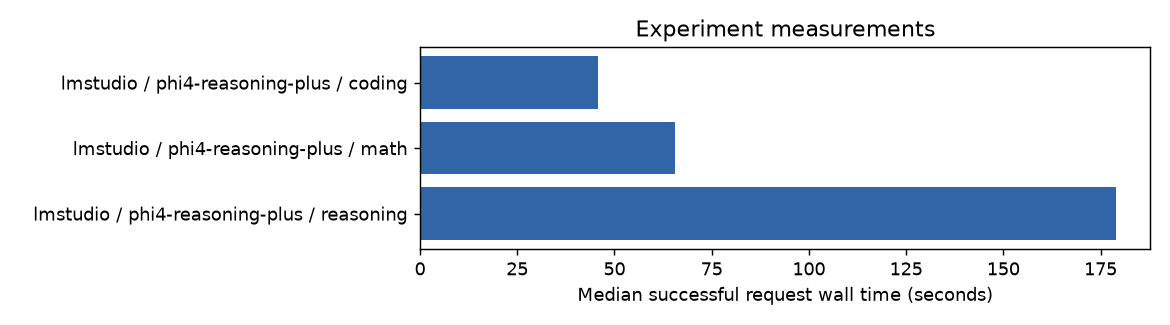 Experiment measurements
lmstudio / phi4-reasoning-plus / coding
lmstudio / phi4-reasoning-plus / math
lmstudio / phi4-reasoning-plus / reasoning
0 25 50 75 100 125 150 175
Median successful request wall time (seconds)